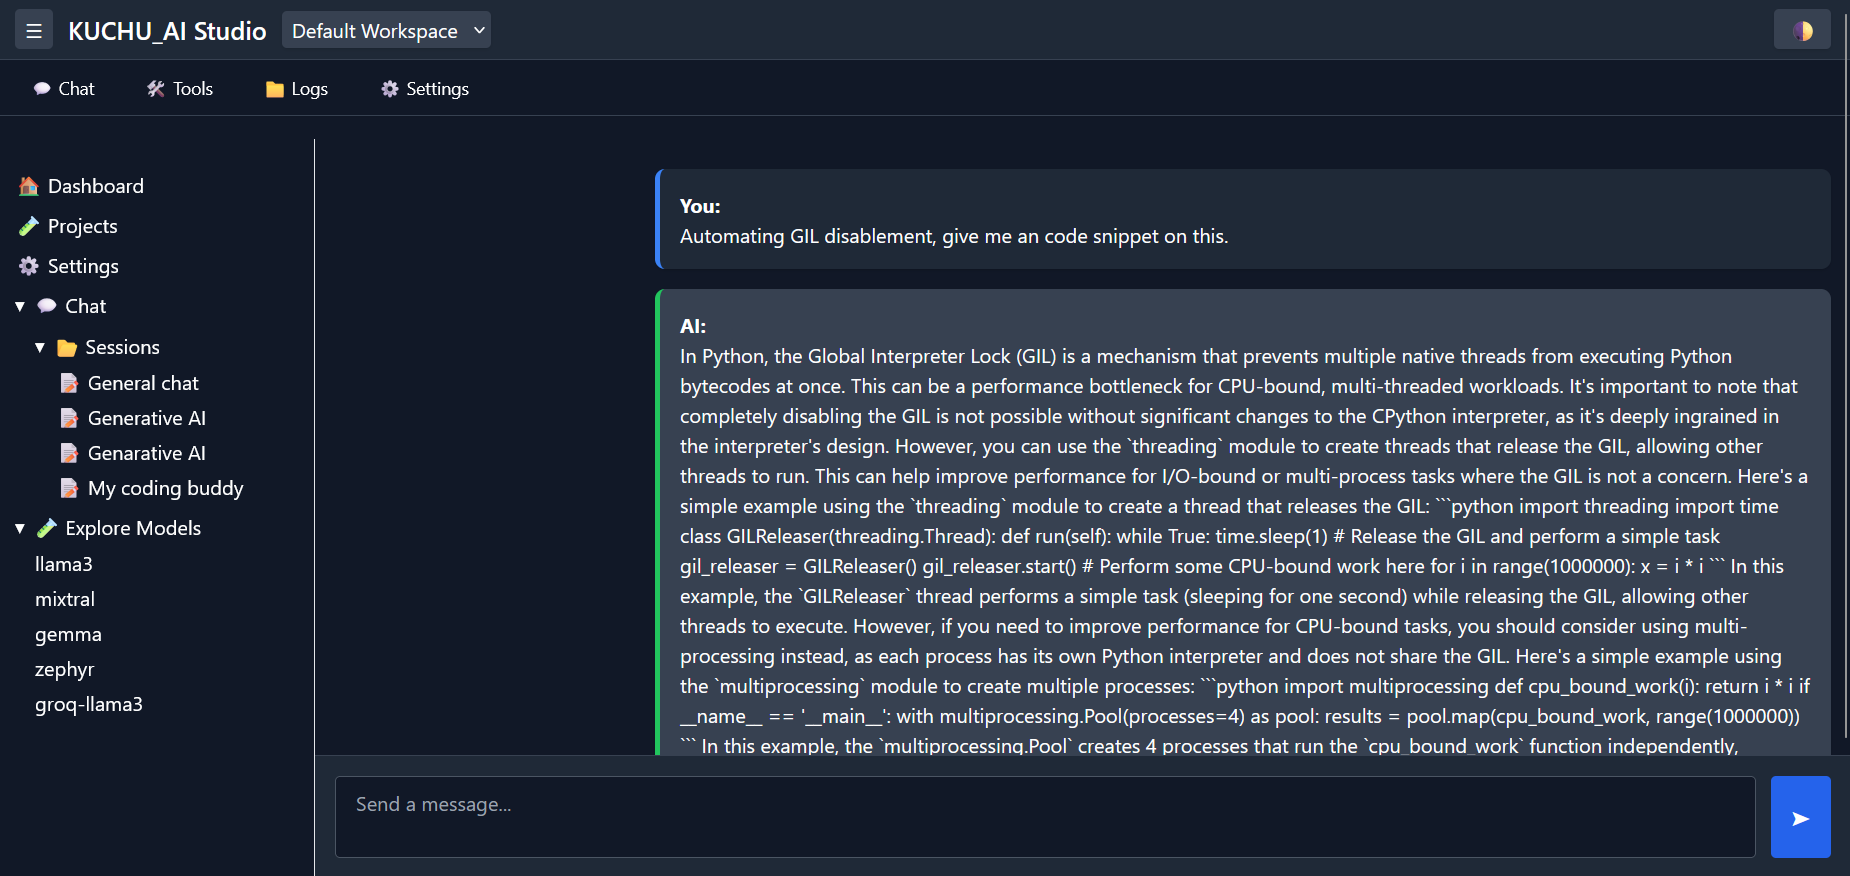 KUCHU_AI Studio
Default Workspace
Chat
Tools
Logs
Settings
Dashboard
Projects
Settings
Chat
Sessions
General chat
Generative AI
Genarative AI
My coding buddy
Explore Models
llama3
mixtral
gemma
zephyr
groq-llama3
You:
Automating GIL disablement, give me an code snippet on this.
AI:
In Python, the Global Interpreter Lock (GIL) is a mechanism that prevents multiple native threads from executing Python
bytecodes at once. This can be a performance bottleneck for CPU-bound, multi-threaded workloads. It's important to note that
completely disabling the GIL is not possible without significant changes to the CPython interpreter, as it's deeply ingrained in
the interpreter's design. However, you can use the `threading` module to create threads that release the GIL, allowing other
threads to run. This can help improve performance for I/O-bound or multi-process tasks where the GIL is not a concern. Here's a
simple example using the `threading` module to create a thread that releases the GIL: ```python import threading import time
class GILReleaser(threading.Thread): def run(self): while True: time.sleep(1) # Release the GIL and perform a simple task
gil_releaser = GILReleaser() gil_releaser.start() # Perform some CPU-bound work here for i in range(1000000): x = i * i ``` In this
example, the `GILReleaser` thread performs a simple task (sleeping for one second) while releasing the GIL, allowing other
threads to execute. However, if you need to improve performance for CPU-bound tasks, you should consider using multi-
processing instead, as each process has its own Python interpreter and does not share the GIL. Here's a simple example using
the `multiprocessing` module to create multiple processes: ```python import multiprocessing def cpu_bound_work(i): return i * i if
__name__ == '__main__': with multiprocessing.Pool(processes=4) as pool: results = pool.map(cpu_bound_work, range(1000000))
``` In this example, the `multiprocessing.Pool` creates 4 processes that run the `cpu_bound_work` function independently,
Send a message...